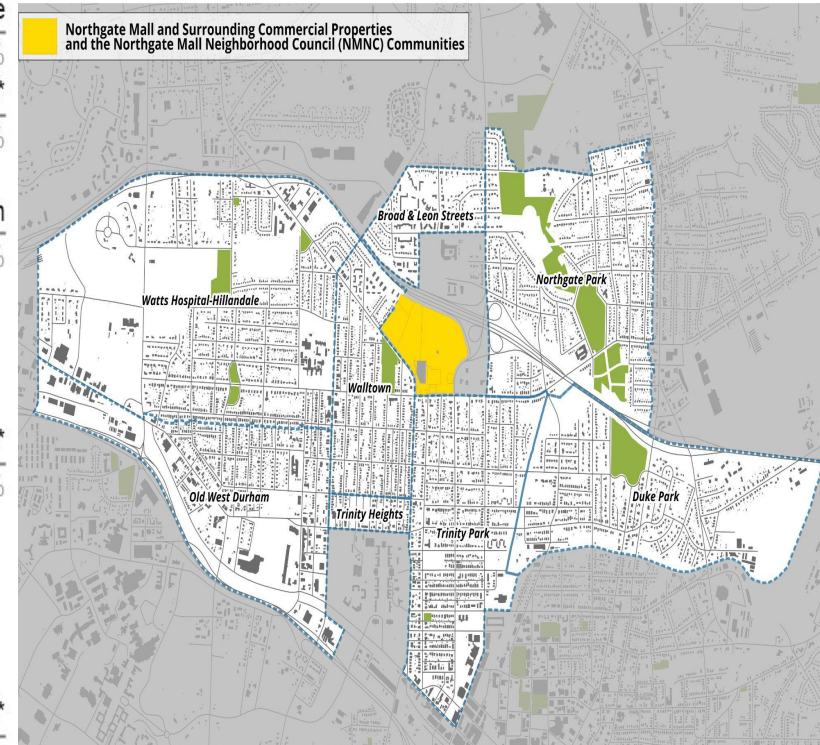 e
*
n
*
*
Northgate Mall and Surrounding Commercial Properties
and the Northgate Mall Neighborhood Council (NMNC) Communities
Broad & Leon Streets
Northgate Park
Watts Hospital-Hillandale
Walltown
Old West Durham
Trinity Heights
Duke Park
Trinity Park